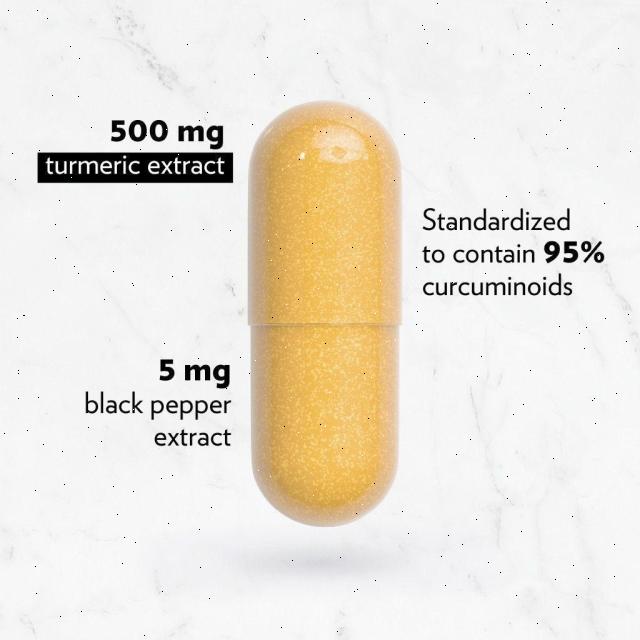 500 mg
turmeric extract
Standardized
to contain 95%
curcuminoids
5 mg
black pepper
extract